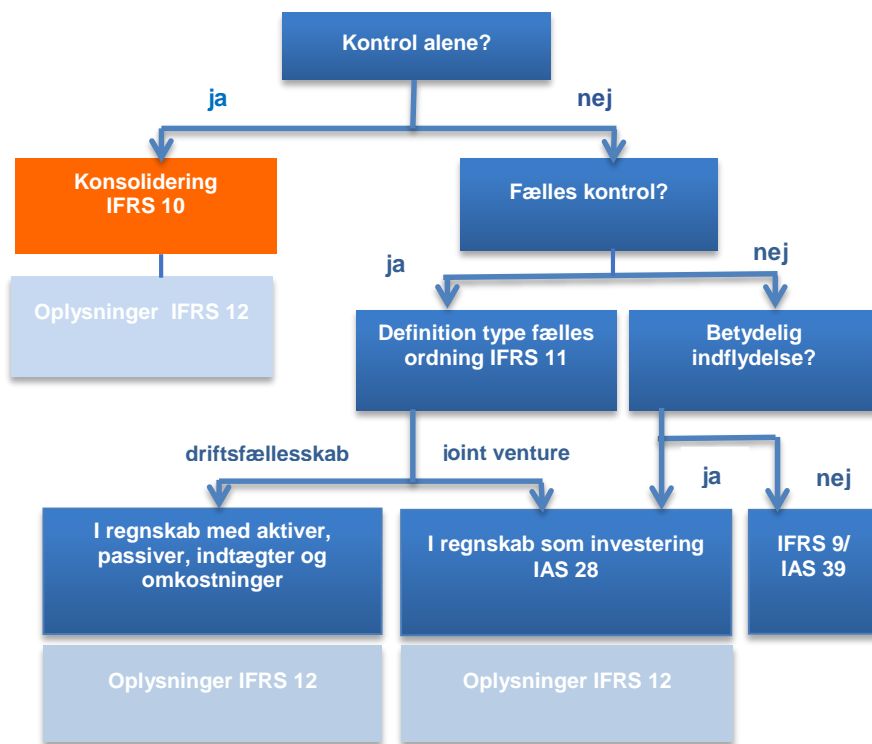 Kontrol alene?
ja
nej
Konsolidering
IFRS 10
Fælles kontrol?
Oplysninger IFRS 12
ja
nej
Definition type fælles
ordning IFRS 11
Betydelig
indflydelse?
driftsfællesskab
ioint venture
ja
nej
I regnskab med aktiver,
passiver, indtægter og
omkostninger
I regnskab som investering
IAS 28
IFRS 9/
IAS 39
Oplysninger IFRS 12
Oplysninger IFRS 12